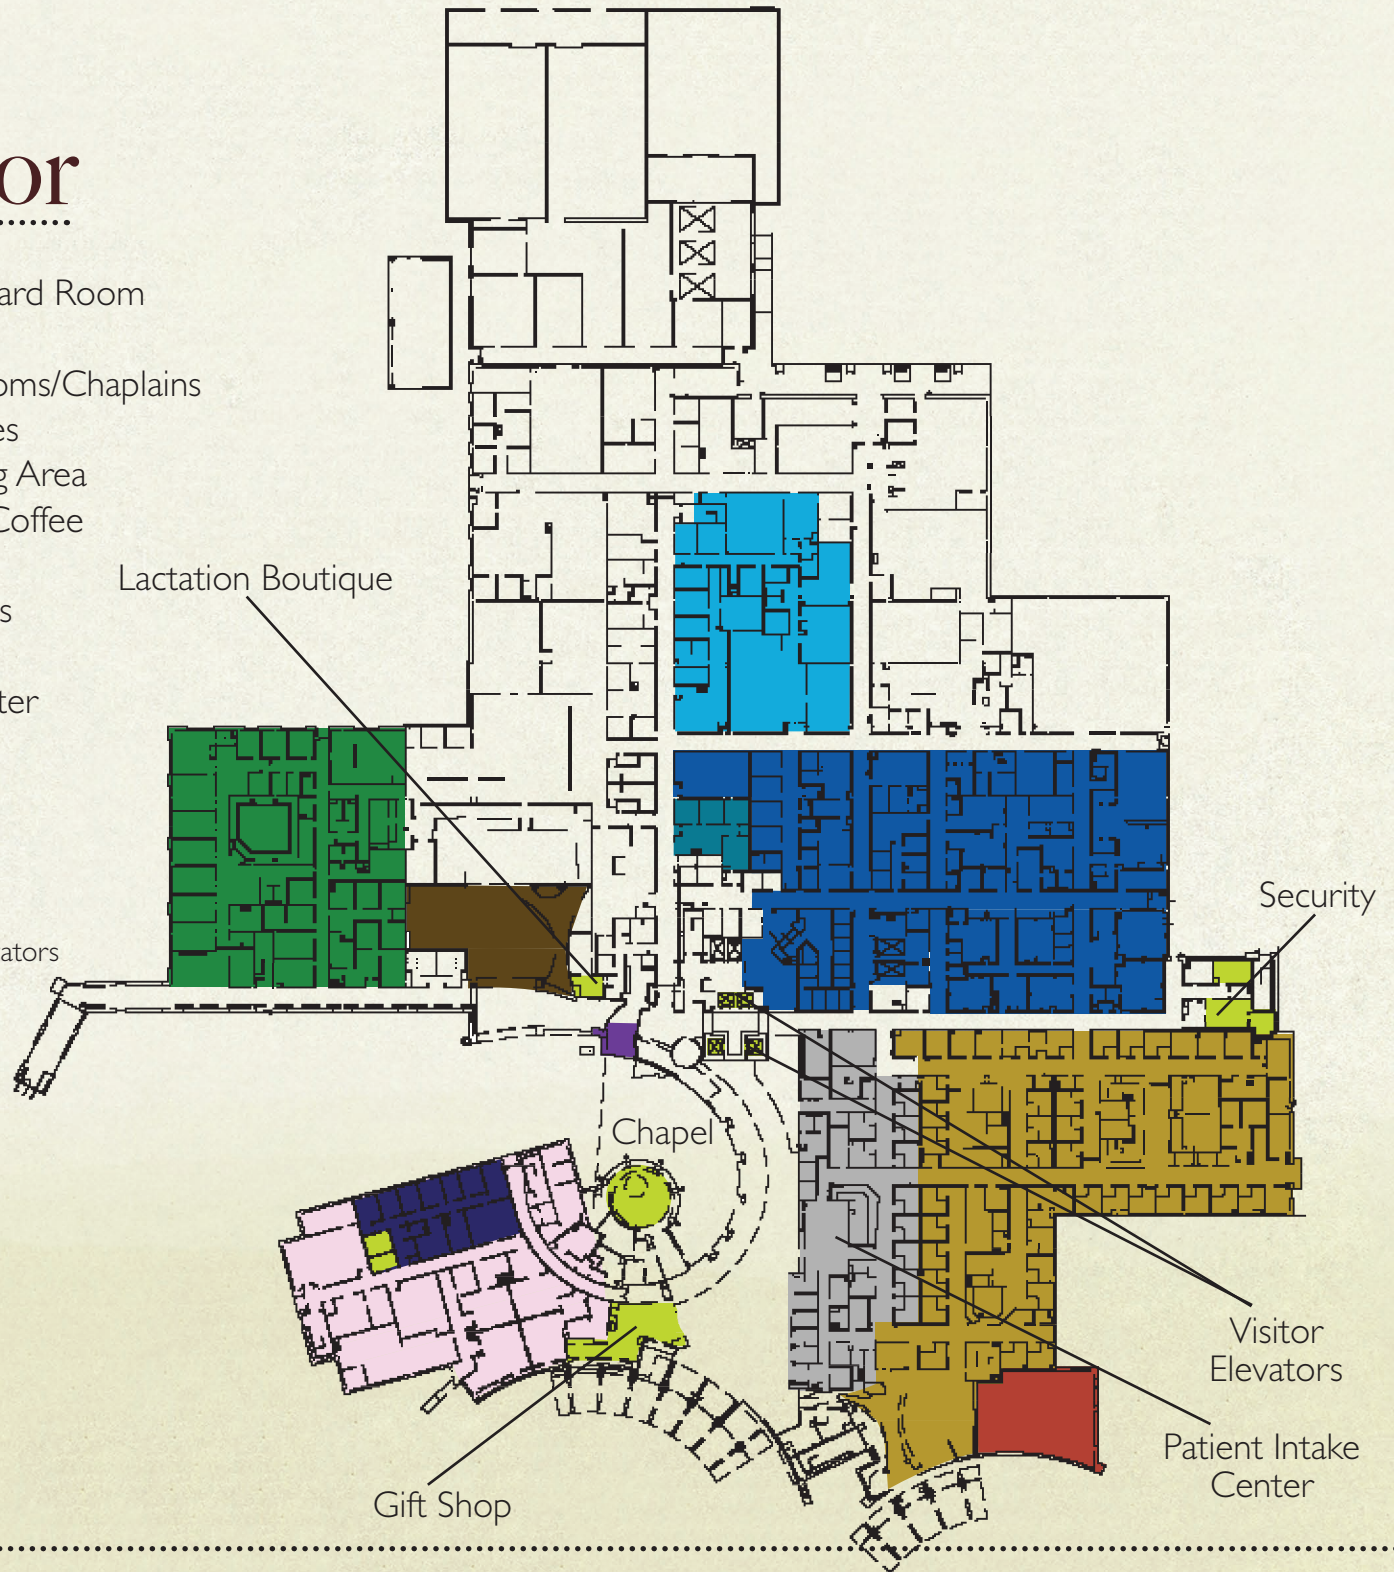 or
ard Room
oms/Chaplains
es
g Area
Coffee
Lactation Boutique
s
ter
Security
ators
Chapel
Visitor
Elevators
Patient Intake
Center
Gift Shop